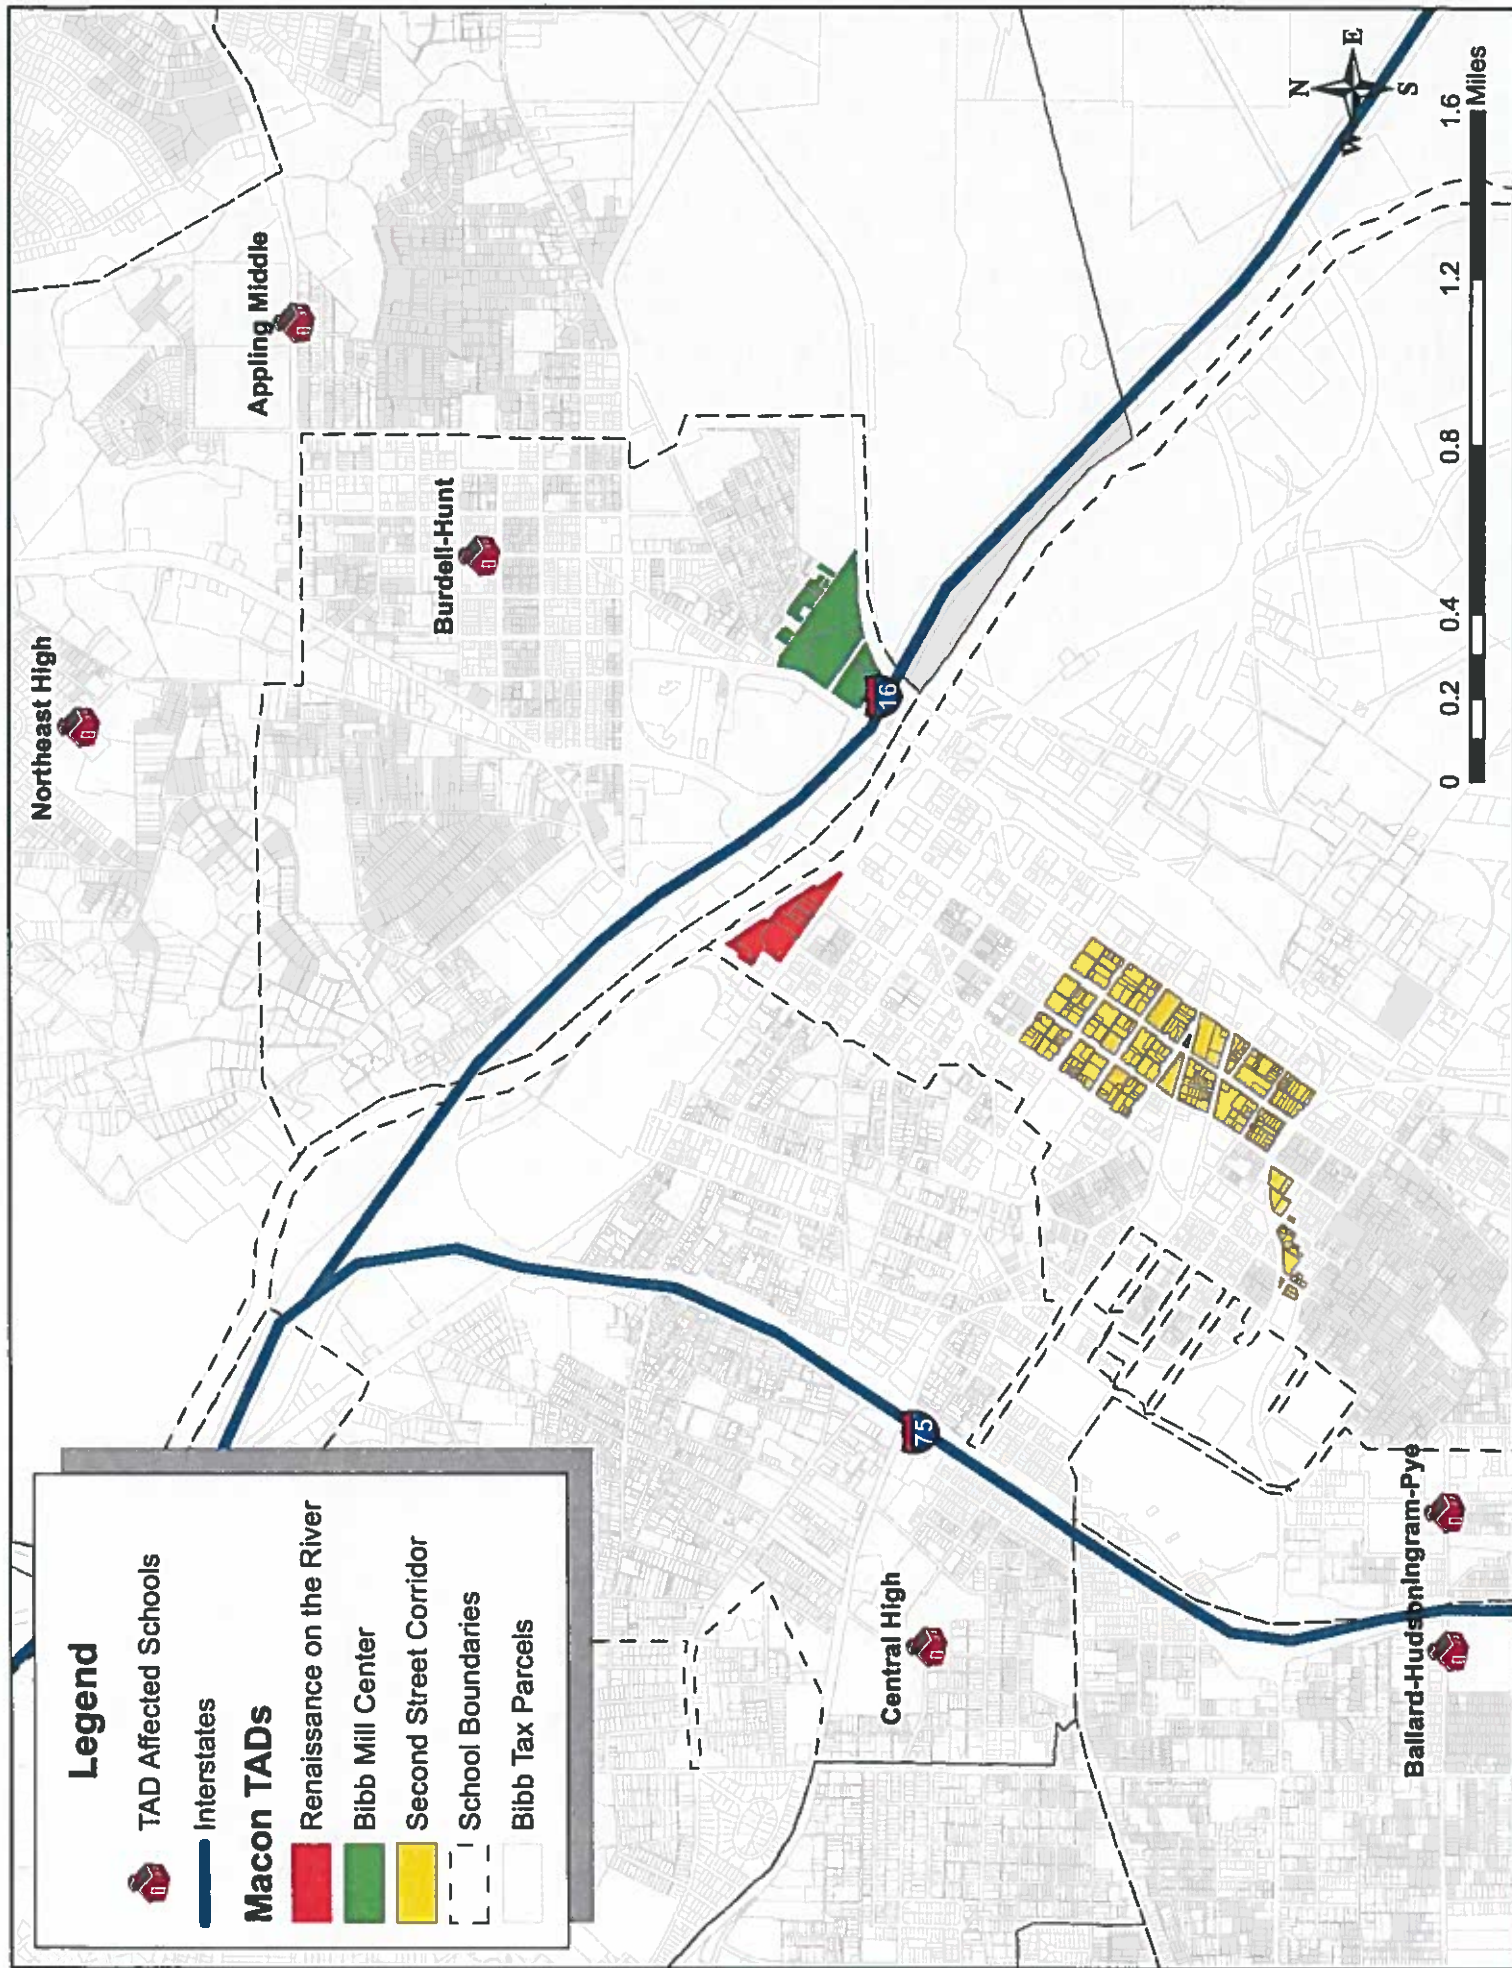 Legend
TAD Affected Schools
Interstates
Macon TADs
Renaissance on the River
Bibb Mill Center
Second Street Corridor
School Boundaries
Bibb Tax Parcels
Northeast High
Appling Middle
Burdell-Hunt
16
75
Central High
Ballard-Hudson
Ingram-Pye
N
W E
S
0 0.2 0.4 0.8 1.2 1.6
Miles